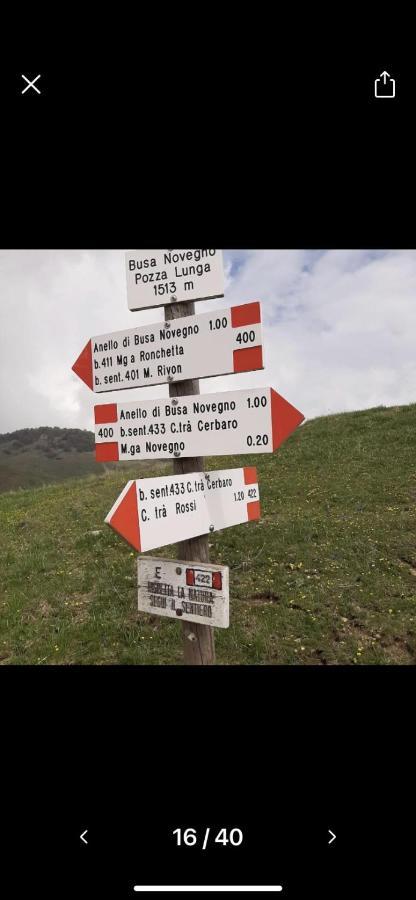 Busa Novegno
Pozza Lunga
1513 m
Anello di Busa Novegno 1.00
b.411 Mg a Ronchetta
b. sent.401 M. Rivon
400
Anello di Busa Novegno 1.00
b.sent.433 C.trà Cerbaro
M.ga Novegno 0.20
400
b. sent.433 C.trà Cerbaro
C. trà Rossi 1.20 422
E 422
RISPETTA LA NATURA
SEGUI IL SENTIERO
16 / 40